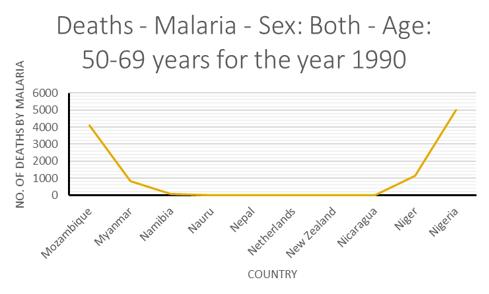 Deaths - Malaria - Sex: Both - Age:
50-69 years for the year 1990
NO. OF DEATHS BY MALARIA
6000
5000
4000
3000
2000
1000
0
Mozambique
Myanmar
Namibia
Nauru
Nepal
Netherlands
New Zealand
Nicaragua
Niger
Nigeria
COUNTRY